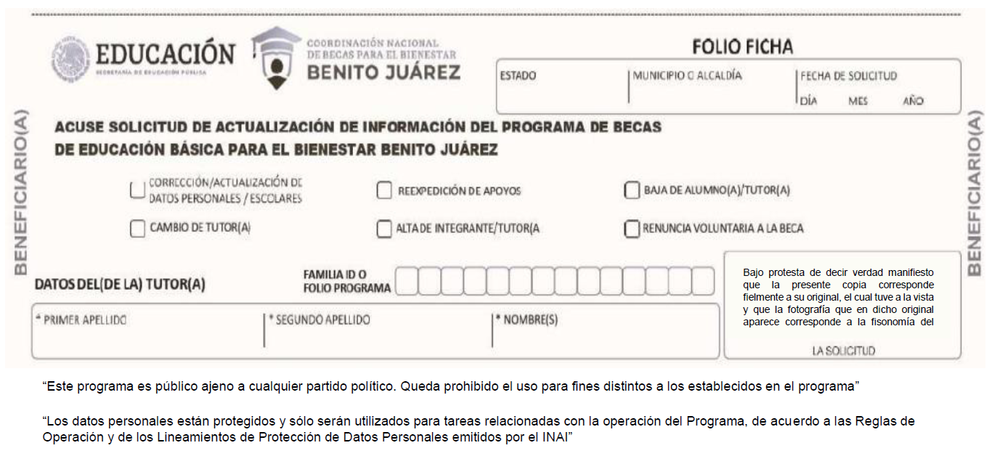 EDUCACIÓN
SECRETARÍA DE EDUCACIÓN PÚBLICA
COORDINACIÓN NACIONAL
DE BECAS PARA EL BIENESTAR
BENITO JUÁREZ
FOLIO FICHA
ESTADO
MUNICIPIO O ALCALDÍA
FECHA DE SOLICITUD
DÍA MES AÑO
BENEFICIARIO(A)
ACUSE SOLICITUD DE ACTUALIZACIÓN DE INFORMACIÓN DEL PROGRAMA DE BECAS
DE EDUCACIÓN BÁSICA PARA EL BIENESTAR BENITO JUÁREZ
CORRECCIÓN/ACTUALIZACIÓN DE
DATOS PERSONALES / ESCOLARES
REEXPEDICIÓN DE APOYOS
BAJA DE ALUMNO(A)/TUTOR(A)
CAMBIO DE TUTOR(A)
ALTA DE INTEGRANTE/TUTOR(A
RENUNCIA VOLUNTARIA A LA BECA
BENEFICIARIO(A)
DATOS DEL(DE LA) TUTOR(A)
FAMILIA ID O
FOLIO PROGRAMA
* PRIMER APELLIDO
* SEGUNDO APELLIDO
* NOMBRE(S)
Bajo protesta de decir verdad manifiesto
que la presente copia corresponde
fielmente a su original, el cual tuve a la vista
y que la fotografía que en dicho original
aparece corresponde a la fisonomía del
LA SOLICITUD
“Este programa es público ajeno a cualquier partido político. Queda prohibido el uso para fines distintos a los establecidos en el programa”
“Los datos personales están protegidos y sólo serán utilizados para tareas relacionadas con la operación del Programa, de acuerdo a las Reglas de
Operación y de los Lineamientos de Protección de Datos Personales emitidos por el INAI”